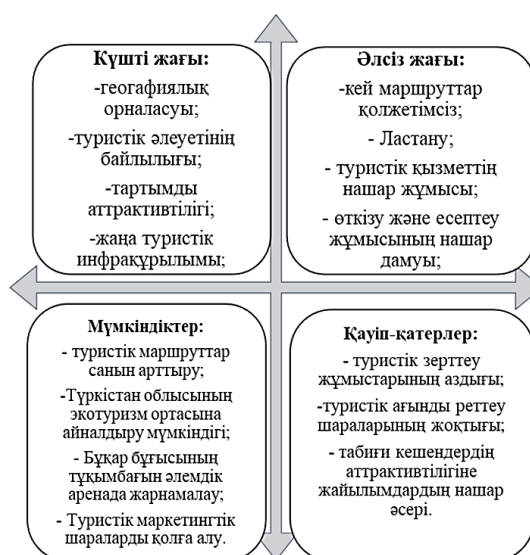 Күшті жағы:
-геогафиялық
орналасуы;
-туристік әлеуетінің
байлылығы;
-тартымды
аттрактивтілігі;
-жаңа туристік
инфрақұрылымы;
Әлсіз жағы:
-кей маршруттар
қолжетімсіз;
- Ластану;
- туристік қызметтің
нашар жұмысы;
- өткізу және есептеу
жұмысының нашар
дамуы;
Мүмкіндіктер:
- туристік маршруттар
санын арттыру;
-Түркістан облысының
экотуризм ортасына
айналдыру мүмкіндігі;
- Бұқар бұғысының
тұқымбағын әлемдік
аренада жарнамалау;
- Туристік маркетингтік
шараларды қолға алу.
Қауіп-қатерлер:
- туристік зерттеу
жұмыстарының аздығы;
-туристік ағынды реттеу
шараларының жоқтығы;
- табиғи кешендердің
аттрактивтілігіне
жайылымдардың нашар
әсері.